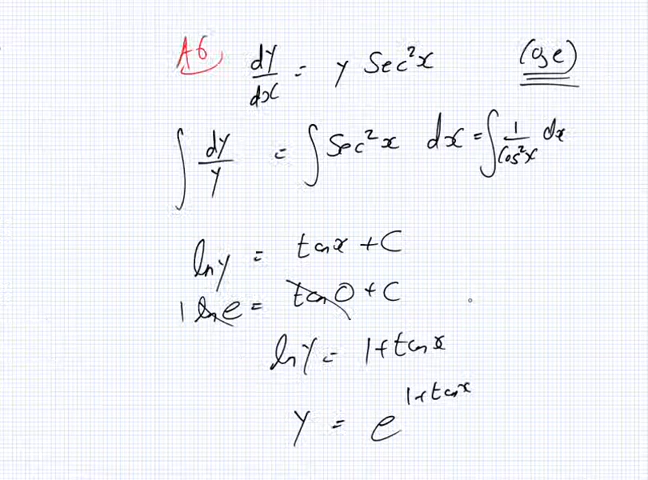 A6 dy/dx = y Sec²x (0,e)
∫ dy/y = ∫ Sec²x dx = ∫ 1/Cos²x dx
ln y = tan x + C
1 ln e = tan 0 + C
ln y = 1 + tan x
y = e^(1+tan x)